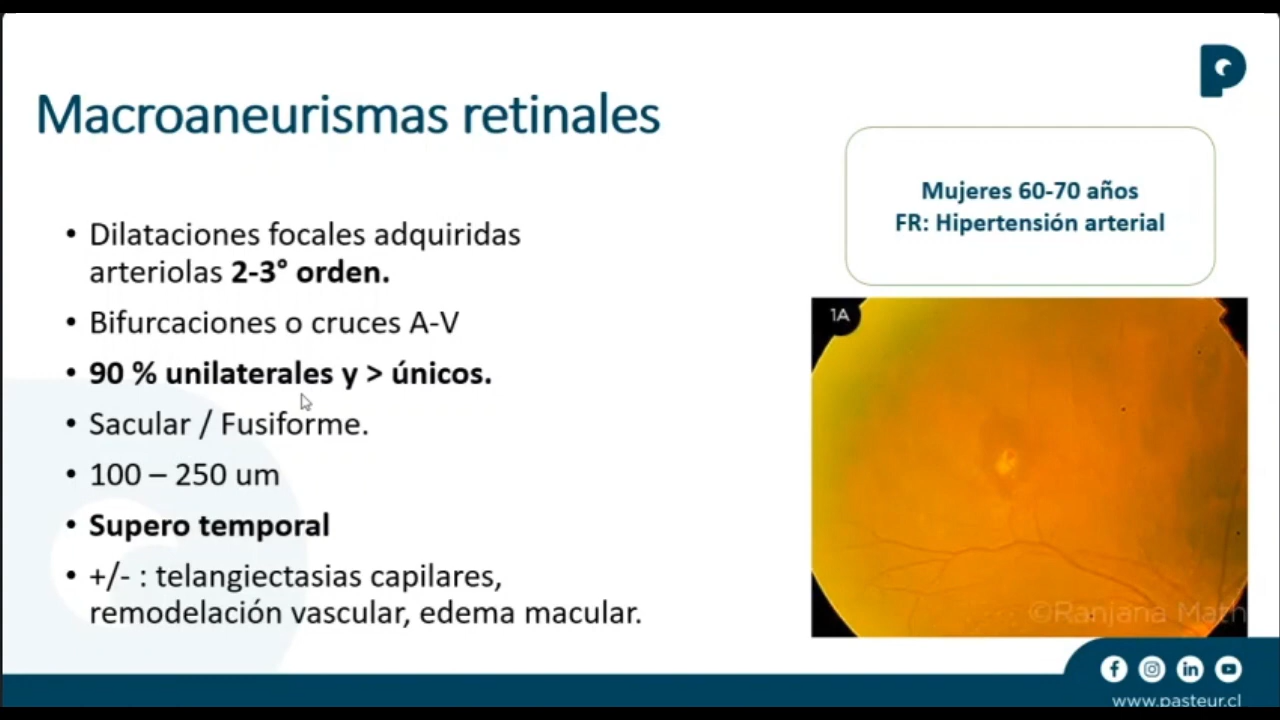 Macroaneurismas retinales
Mujeres 60-70 años
FR: Hipertensión arterial
• Dilataciones focales adquiridas
arteriolas 2-3° orden.
• Bifurcaciones o cruces A-V
• 90 % unilaterales y > únicos.
• Sacular / Fusiforme.
• 100 – 250 um
• Supero temporal
• +/- : telangiectasias capilares,
remodelación vascular, edema macular.
1A
©Ranjana Math
www.pasteur.cl